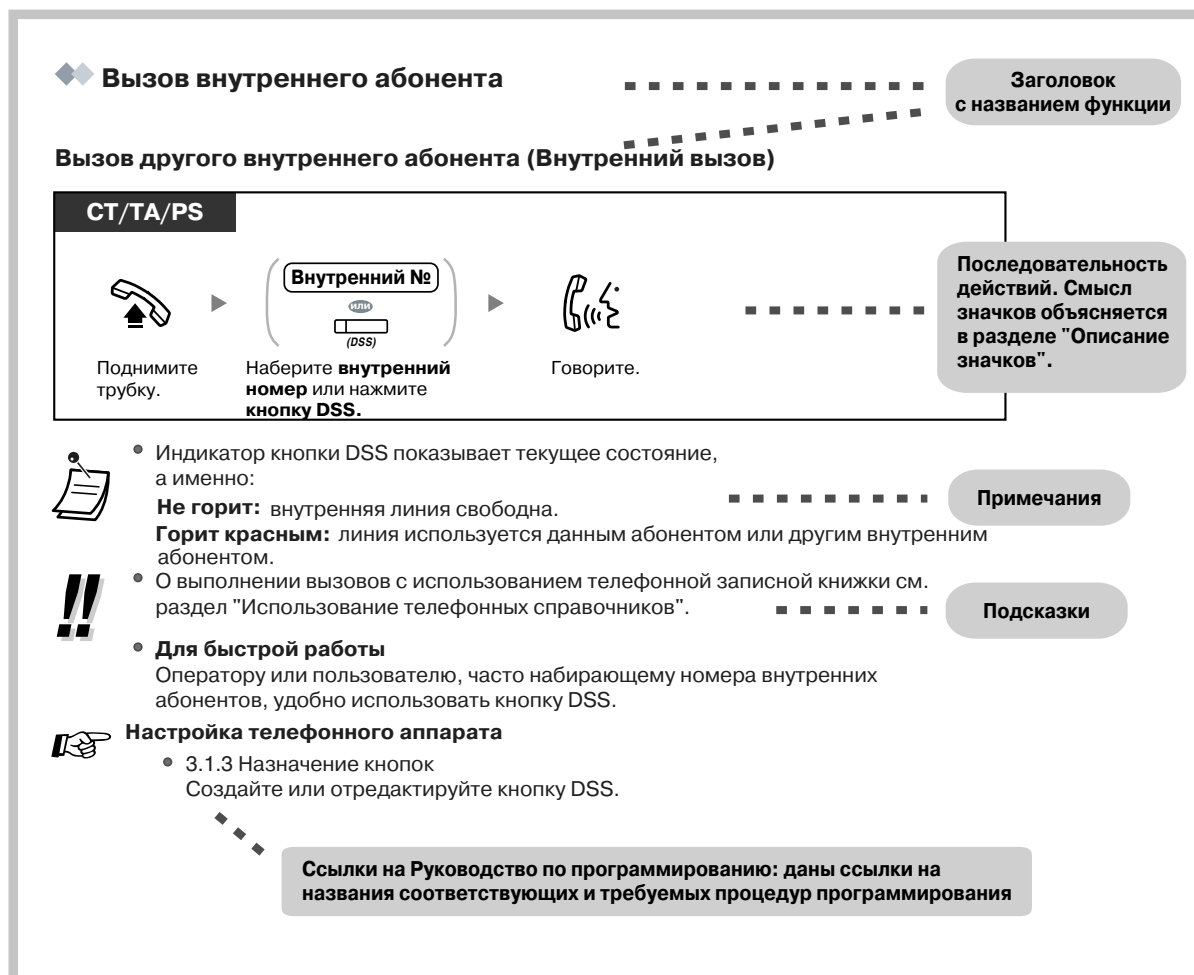 Вызов внутреннего абонента
Заголовок
с названием функции
Вызов другого внутреннего абонента (Внутренний вызов)
CT/TA/PS
Внутренний №
или
(DSS)
Поднимите
трубку.
Наберите внутренний
номер или нажмите
кнопку DSS.
Говорите.
Последовательность
действий. Смысл
значков объясняется
в разделе "Описание
значков".
• Индикатор кнопки DSS показывает текущее состояние,
а именно:
Не горит: внутренняя линия свободна.
Горит красным: линия используется данным абонентом или другим внутренним
абонентом.
Примечания
• О выполнении вызовов с использованием телефонной записной книжки см.
раздел "Использование телефонных справочников".
Подсказки
• Для быстрой работы
Оператору или пользователю, часто набирающему номера внутренних
абонентов, удобно использовать кнопку DSS.
Настройка телефонного аппарата
• 3.1.3 Назначение кнопок
Создайте или отредактируйте кнопку DSS.
Ссылки на Руководство по программированию: даны ссылки на
названия соответствующих и требуемых процедур программирования